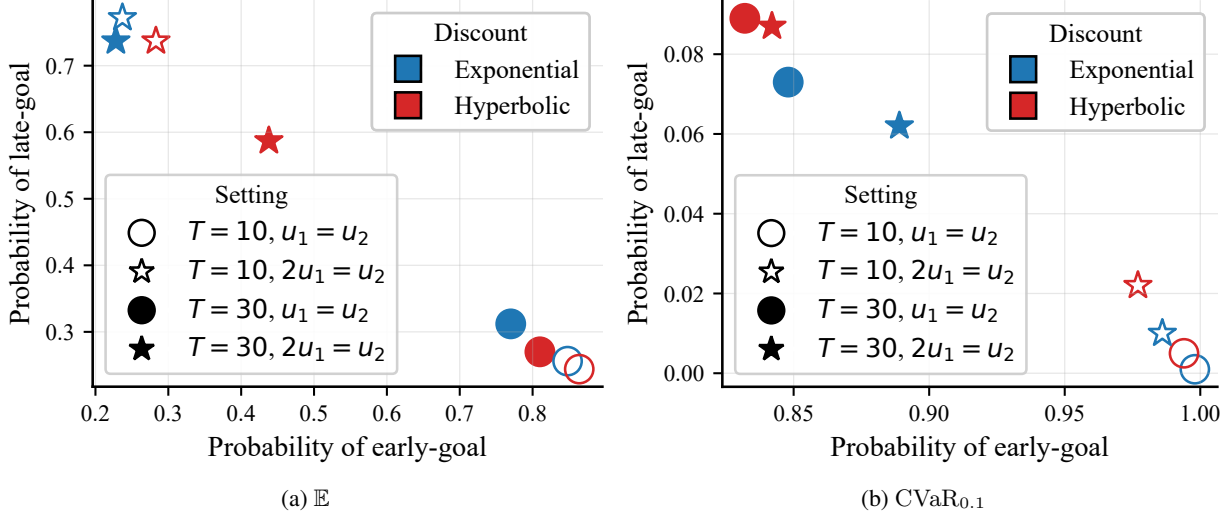 Probability of late-goal
0.7
0.6
0.5
0.4
0.3
Discount
Exponential
Hyperbolic
Setting
T = 10, u₁ = u₂
T = 10, 2u₁ = u₂
T = 30, u₁ = u₂
T = 30, 2u₁ = u₂
0.2 0.3 0.4 0.5 0.6 0.7 0.8
Probability of early-goal
(a) 𝔼
Probability of late-goal
0.08
0.06
0.04
0.02
0.00
Discount
Exponential
Hyperbolic
Setting
T = 10, u₁ = u₂
T = 10, 2u₁ = u₂
T = 30, u₁ = u₂
T = 30, 2u₁ = u₂
0.85 0.90 0.95 1.00
Probability of early-goal
(b) CVaR₀.₁